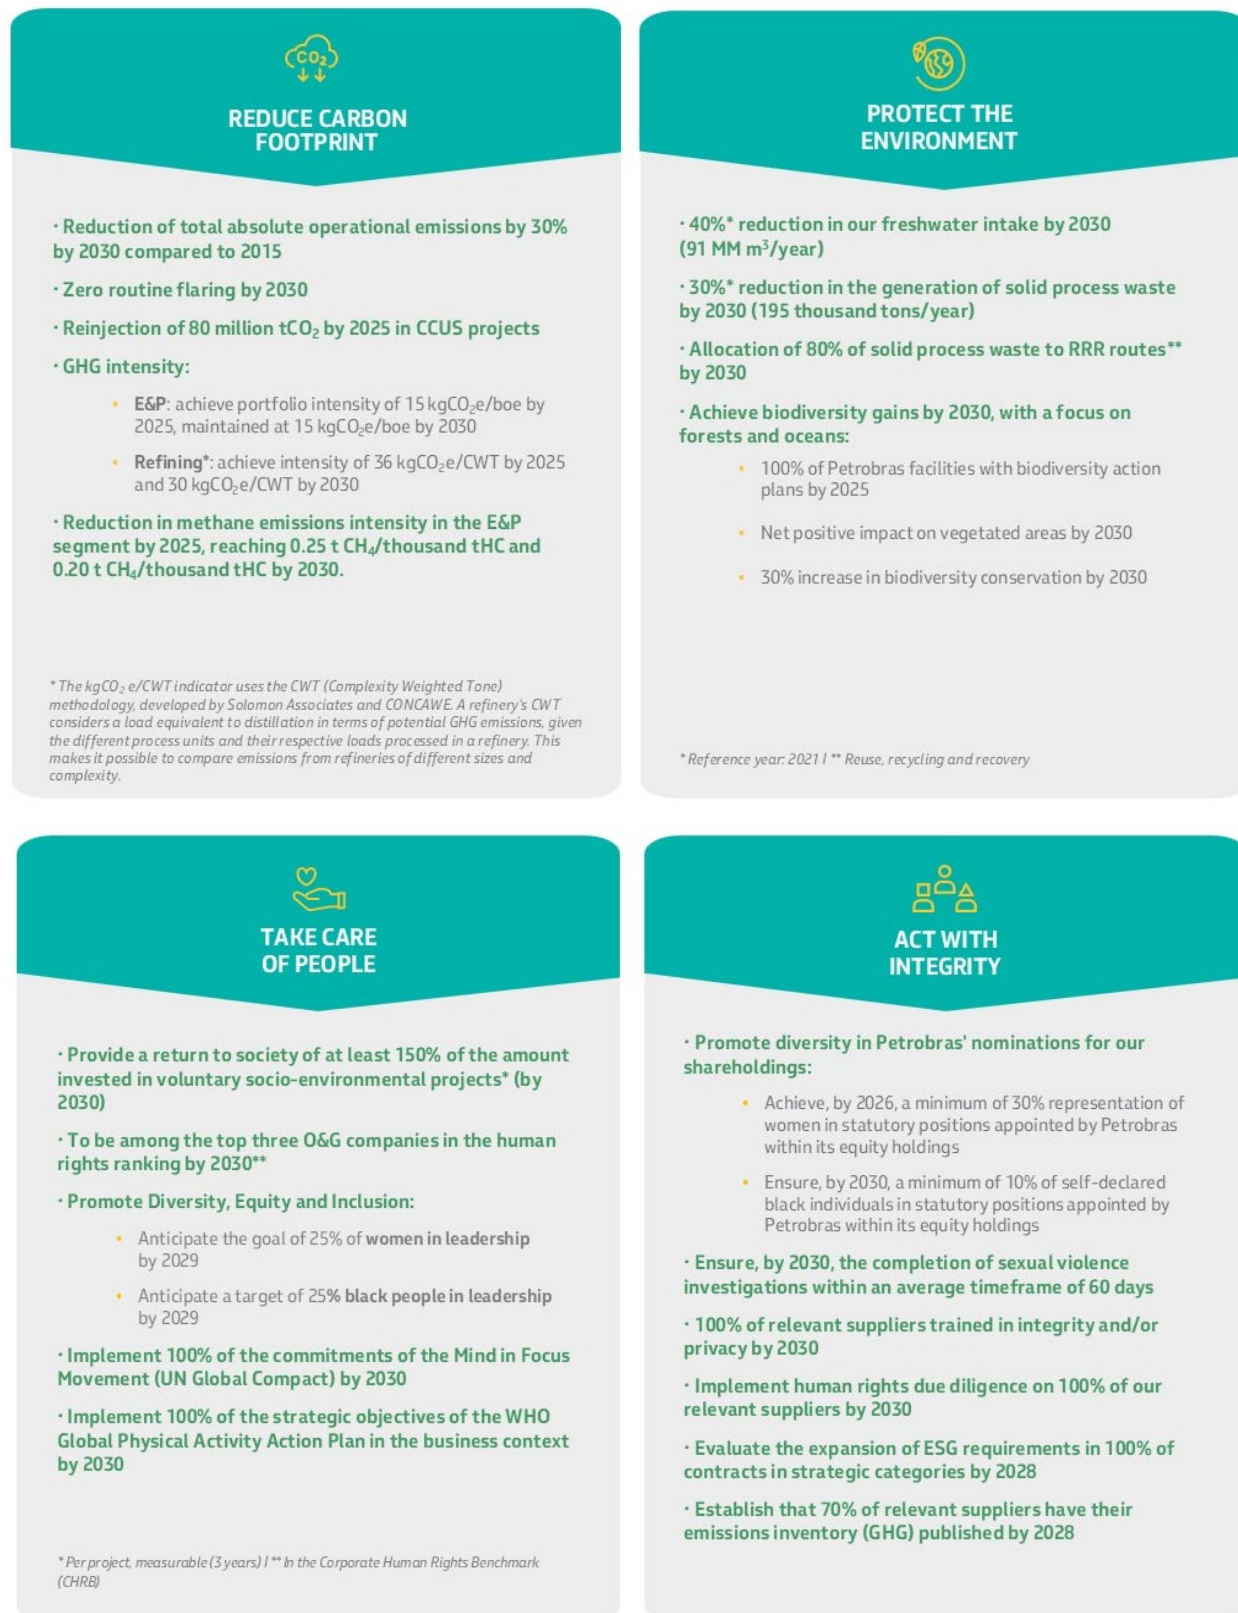 CO₂
REDUCE CARBON
FOOTPRINT
· Reduction of total absolute operational emissions by 30%
by 2030 compared to 2015
· Zero routine flaring by 2030
· Reinjection of 80 million tCO₂ by 2025 in CCUS projects
· GHG intensity:
• E&P: achieve portfolio intensity of 15 kgCO₂e/boe by
2025, maintained at 15 kgCO₂e/boe by 2030
• Refining*: achieve intensity of 36 kgCO₂e/CWT by 2025
and 30 kgCO₂e/CWT by 2030
· Reduction in methane emissions intensity in the E&P
segment by 2025, reaching 0.25 t CH₄/thousand tHC and
0.20 t CH₄/thousand tHC by 2030.
* The kgCO₂ e/CWT indicator uses the CWT (Complexity Weighted Tone)
methodology, developed by Solomon Associates and CONCAWE. A refinery's CWT
considers a load equivalent to distillation in terms of potential GHG emissions, given
the different process units and their respective loads processed in a refinery. This
makes it possible to compare emissions from refineries of different sizes and
complexity.
PROTECT THE
ENVIRONMENT
· 40%* reduction in our freshwater intake by 2030
(91 MM m³/year)
· 30%* reduction in the generation of solid process waste
by 2030 (195 thousand tons/year)
· Allocation of 80% of solid process waste to RRR routes**
by 2030
· Achieve biodiversity gains by 2030, with a focus on
forests and oceans:
• 100% of Petrobras facilities with biodiversity action
plans by 2025
• Net positive impact on vegetated areas by 2030
• 30% increase in biodiversity conservation by 2030
* Reference year: 2021 l ** Reuse, recycling and recovery
TAKE CARE
OF PEOPLE
· Provide a return to society of at least 150% of the amount
invested in voluntary socio-environmental projects* (by
2030)
· To be among the top three O&G companies in the human
rights ranking by 2030**
· Promote Diversity, Equity and Inclusion:
• Anticipate the goal of 25% of women in leadership
by 2029
• Anticipate a target of 25% black people in leadership
by 2029
· Implement 100% of the commitments of the Mind in Focus
Movement (UN Global Compact) by 2030
· Implement 100% of the strategic objectives of the WHO
Global Physical Activity Action Plan in the business context
by 2030
* Per project, measurable (3 years) l ** In the Corporate Human Rights Benchmark
(CHRB)
ACT WITH
INTEGRITY
· Promote diversity in Petrobras' nominations for our
shareholdings:
• Achieve, by 2026, a minimum of 30% representation of
women in statutory positions appointed by Petrobras
within its equity holdings
• Ensure, by 2030, a minimum of 10% of self-declared
black individuals in statutory positions appointed by
Petrobras within its equity holdings
· Ensure, by 2030, the completion of sexual violence
investigations within an average timeframe of 60 days
· 100% of relevant suppliers trained in integrity and/or
privacy by 2030
· Implement human rights due diligence on 100% of our
relevant suppliers by 2030
· Evaluate the expansion of ESG requirements in 100% of
contracts in strategic categories by 2028
· Establish that 70% of relevant suppliers have their
emissions inventory (GHG) published by 2028